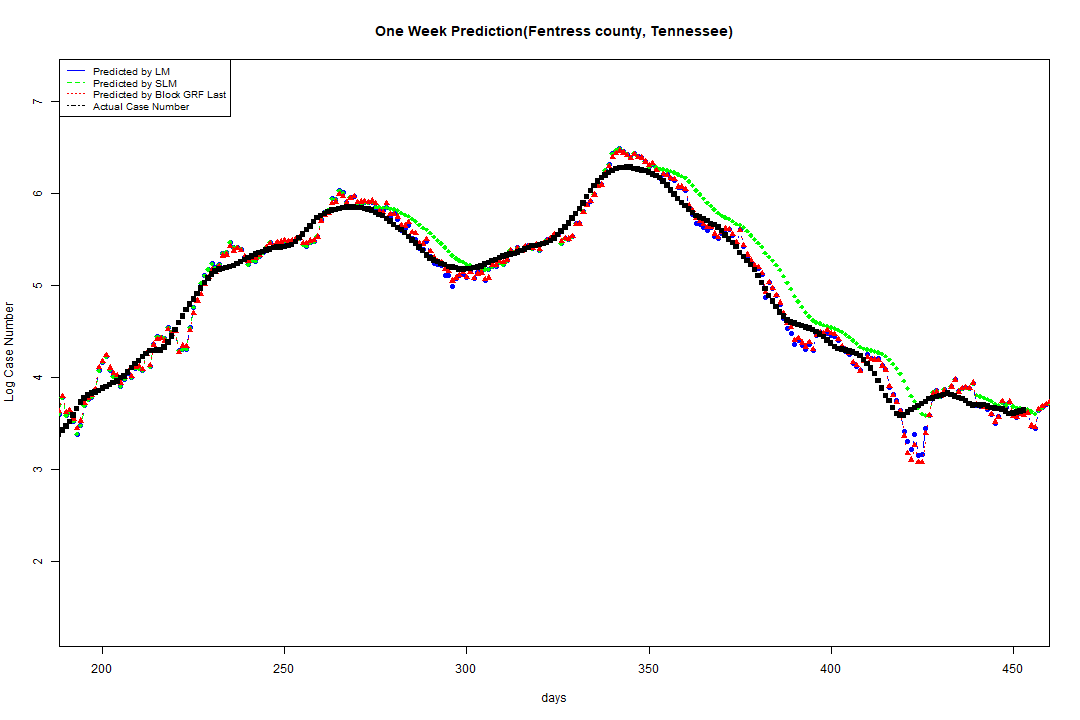 One Week Prediction(Fentress county, Tennessee)
Predicted by LM
Predicted by SLM
Predicted by Block GRF Last
Actual Case Number
Log Case Number
7
6
5
4
3
2
200 250 300 350 400 450
days